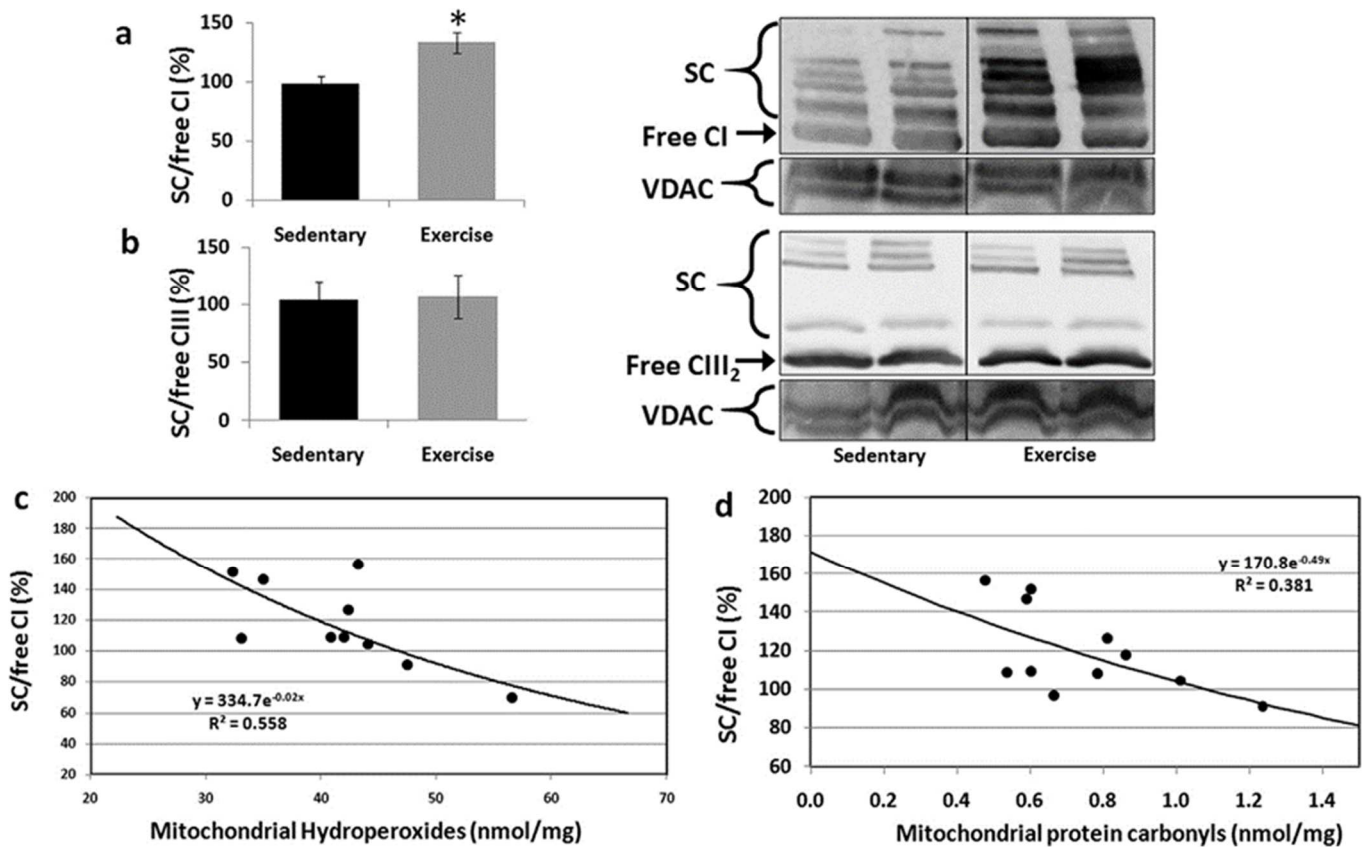 a
SC/free CI (%)
150
100
50
0
*
Sedentary Exercise
SC
Free CI
VDAC
b
SC/free CIII (%)
150
100
50
0
Sedentary Exercise
SC
Free CIII₂
VDAC
Sedentary Exercise
c
SC/free CI (%)
200
180
160
140
120
100
80
60
40
20
y = 334.7e^-0.02x
R² = 0.558
20 30 40 50 60 70
Mitochondrial Hydroperoxides (nmol/mg)
d
SC/free CI (%)
200
180
160
140
120
100
80
60
y = 170.8e^-0.49x
R² = 0.381
0.0 0.2 0.4 0.6 0.8 1.0 1.2 1.4
Mitochondrial protein carbonyls (nmol/mg)